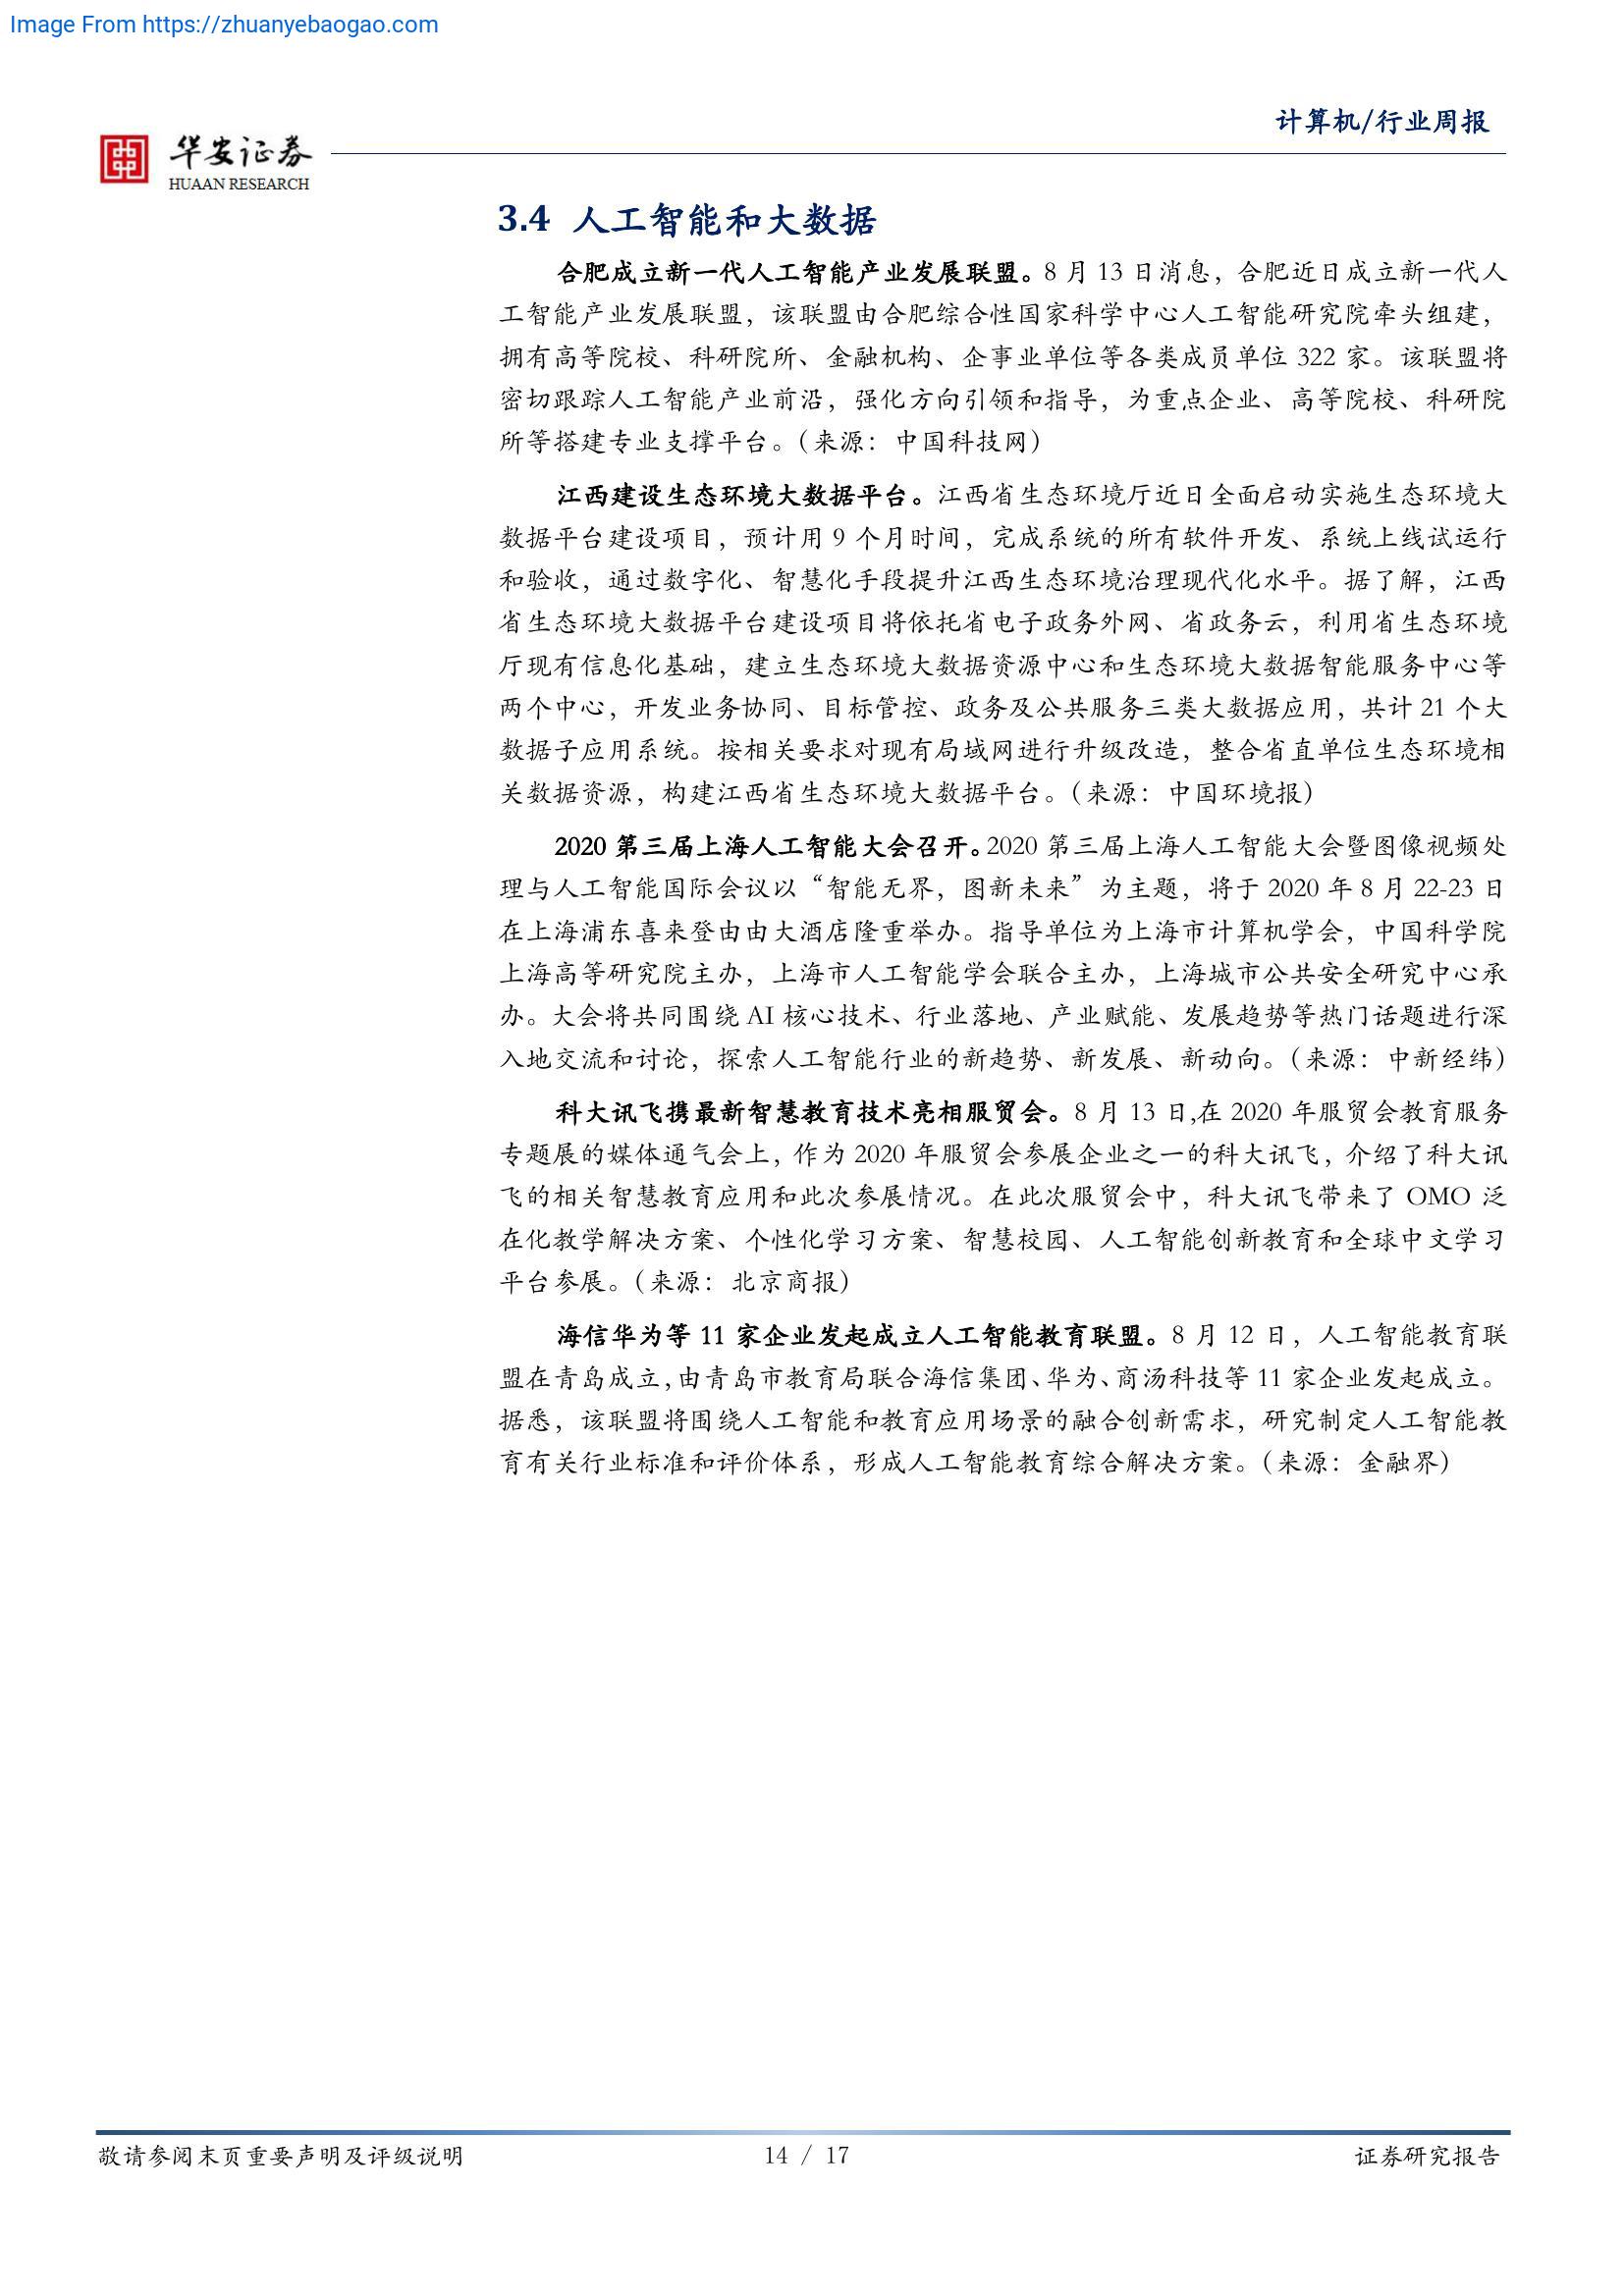 Image From https://zhuanyebaogao.com
计算机/行业周报
华安证券
HUAAN RESEARCH
3.4 人工智能和大数据
合肥成立新一代人工智能产业发展联盟。8 月 13 日消息，合肥近日成立新一代人
工智能产业发展联盟，该联盟由合肥综合性国家科学中心人工智能研究院牵头组建，
拥有高等院校、科研院所、金融机构、企事业单位等各类成员单位 322 家。该联盟将
密切跟踪人工智能产业前沿，强化方向引领和指导，为重点企业、高等院校、科研院
所等搭建专业支撑平台。（来源：中国科技网）
江西建设生态环境大数据平台。江西省生态环境厅近日全面启动实施生态环境大
数据平台建设项目，预计用 9 个月时间，完成系统的所有软件开发、系统上线试运行
和验收，通过数字化、智慧化手段提升江西生态环境治理现代化水平。据了解，江西
省生态环境大数据平台建设项目将依托省电子政务外网、省政务云，利用省生态环境
厅现有信息化基础，建立生态环境大数据资源中心和生态环境大数据智能服务中心等
两个中心，开发业务协同、目标管控、政务及公共服务三类大数据应用，共计 21 个大
数据子应用系统。按相关要求对现有局域网进行升级改造，整合省直单位生态环境相
关数据资源，构建江西省生态环境大数据平台。（来源：中国环境报）
2020 第三届上海人工智能大会召开。2020 第三届上海人工智能大会暨图像视频处
理与人工智能国际会议以“智能无界，图新未来”为主题，将于 2020 年 8 月 22-23 日
在上海浦东喜来登由由大酒店隆重举办。指导单位为上海市计算机学会，中国科学院
上海高等研究院主办，上海市人工智能学会联合主办，上海城市公共安全研究中心承
办。大会将共同围绕 AI 核心技术、行业落地、产业赋能、发展趋势等热门话题进行深
入地交流和讨论，探索人工智能行业的新趋势、新发展、新动向。（来源：中新经纬）
科大讯飞携最新智慧教育技术亮相服贸会。8 月 13 日,在 2020 年服贸会教育服务
专题展的媒体通气会上，作为 2020 年服贸会参展企业之一的科大讯飞，介绍了科大讯
飞的相关智慧教育应用和此次参展情况。在此次服贸会中，科大讯飞带来了 OMO 泛
在化教学解决方案、个性化学习方案、智慧校园、人工智能创新教育和全球中文学习
平台参展。（来源：北京商报）
海信华为等 11 家企业发起成立人工智能教育联盟。8 月 12 日，人工智能教育联
盟在青岛成立,由青岛市教育局联合海信集团、华为、商汤科技等 11 家企业发起成立。
据悉，该联盟将围绕人工智能和教育应用场景的融合创新需求，研究制定人工智能教
育有关行业标准和评价体系，形成人工智能教育综合解决方案。（来源：金融界）
敬请参阅末页重要声明及评级说明
14 / 17
证券研究报告